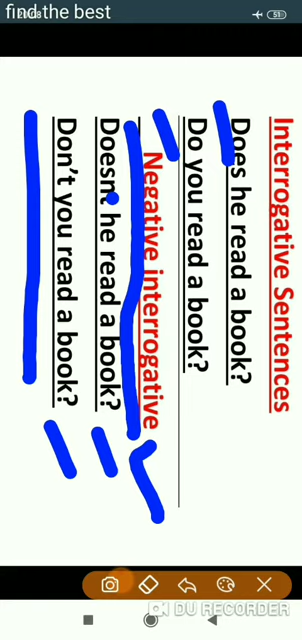 find the best
51
Interrogative Sentences
Does he read a book?
Do you read a book?
Negative interrogative
Doesn't he read a book?
Don't you read a book?
DU RECORDER